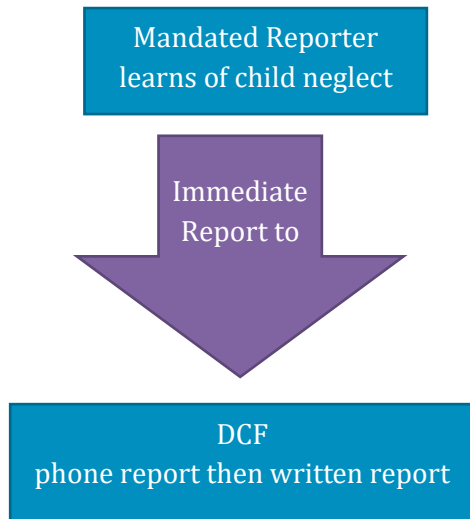 Mandated Reporter
learns of child neglect
Immediate
Report to
DCF
phone report then written report